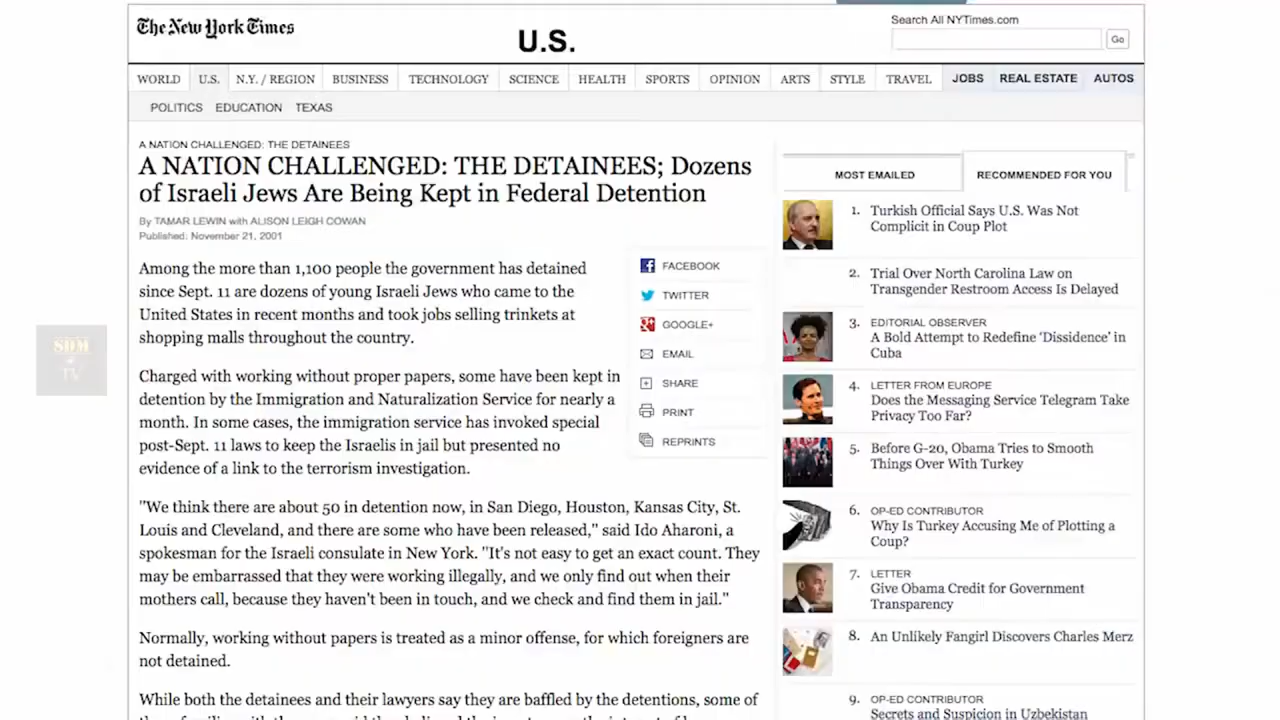 The New York Times
U.S.
Search All NYTimes.com
Go
WORLD U.S. N.Y. / REGION BUSINESS TECHNOLOGY SCIENCE HEALTH SPORTS OPINION ARTS STYLE TRAVEL JOBS REAL ESTATE AUTOS
POLITICS EDUCATION TEXAS
A NATION CHALLENGED: THE DETAINEES
A NATION CHALLENGED: THE DETAINEES; Dozens
of Israeli Jews Are Being Kept in Federal Detention
By TAMAR LEWIN with ALISON LEIGH COWAN
Published: November 21, 2001
Among the more than 1,100 people the government has detained
since Sept. 11 are dozens of young Israeli Jews who came to the
United States in recent months and took jobs selling trinkets at
shopping malls throughout the country.
Charged with working without proper papers, some have been kept in
detention by the Immigration and Naturalization Service for nearly a
month. In some cases, the immigration service has invoked special
post-Sept. 11 laws to keep the Israelis in jail but presented no
evidence of a link to the terrorism investigation.
"We think there are about 50 in detention now, in San Diego, Houston, Kansas City, St.
Louis and Cleveland, and there are some who have been released," said Ido Aharoni, a
spokesman for the Israeli consulate in New York. "It's not easy to get an exact count. They
may be embarrassed that they were working illegally, and we only find out when their
mothers call, because they haven't been in touch, and we check and find them in jail."
Normally, working without papers is treated as a minor offense, for which foreigners are
not detained.
While both the detainees and their lawyers say they are baffled by the detentions, some of
FACEBOOK
TWITTER
GOOGLE+
EMAIL
SHARE
PRINT
REPRINTS
MOST EMAILED RECOMMENDED FOR YOU
1. Turkish Official Says U.S. Was Not
Complicit in Coup Plot
2. Trial Over North Carolina Law on
Transgender Restroom Access Is Delayed
3. EDITORIAL OBSERVER
A Bold Attempt to Redefine 'Dissidence' in
Cuba
4. LETTER FROM EUROPE
Does the Messaging Service Telegram Take
Privacy Too Far?
5. Before G-20, Obama Tries to Smooth
Things Over With Turkey
6. OP-ED CONTRIBUTOR
Why Is Turkey Accusing Me of Plotting a
Coup?
7. LETTER
Give Obama Credit for Government
Transparency
8. An Unlikely Fangirl Discovers Charles Merz
9. OP-ED CONTRIBUTOR
Secrets and Suspicion in Uzbekistan
SDM
TV